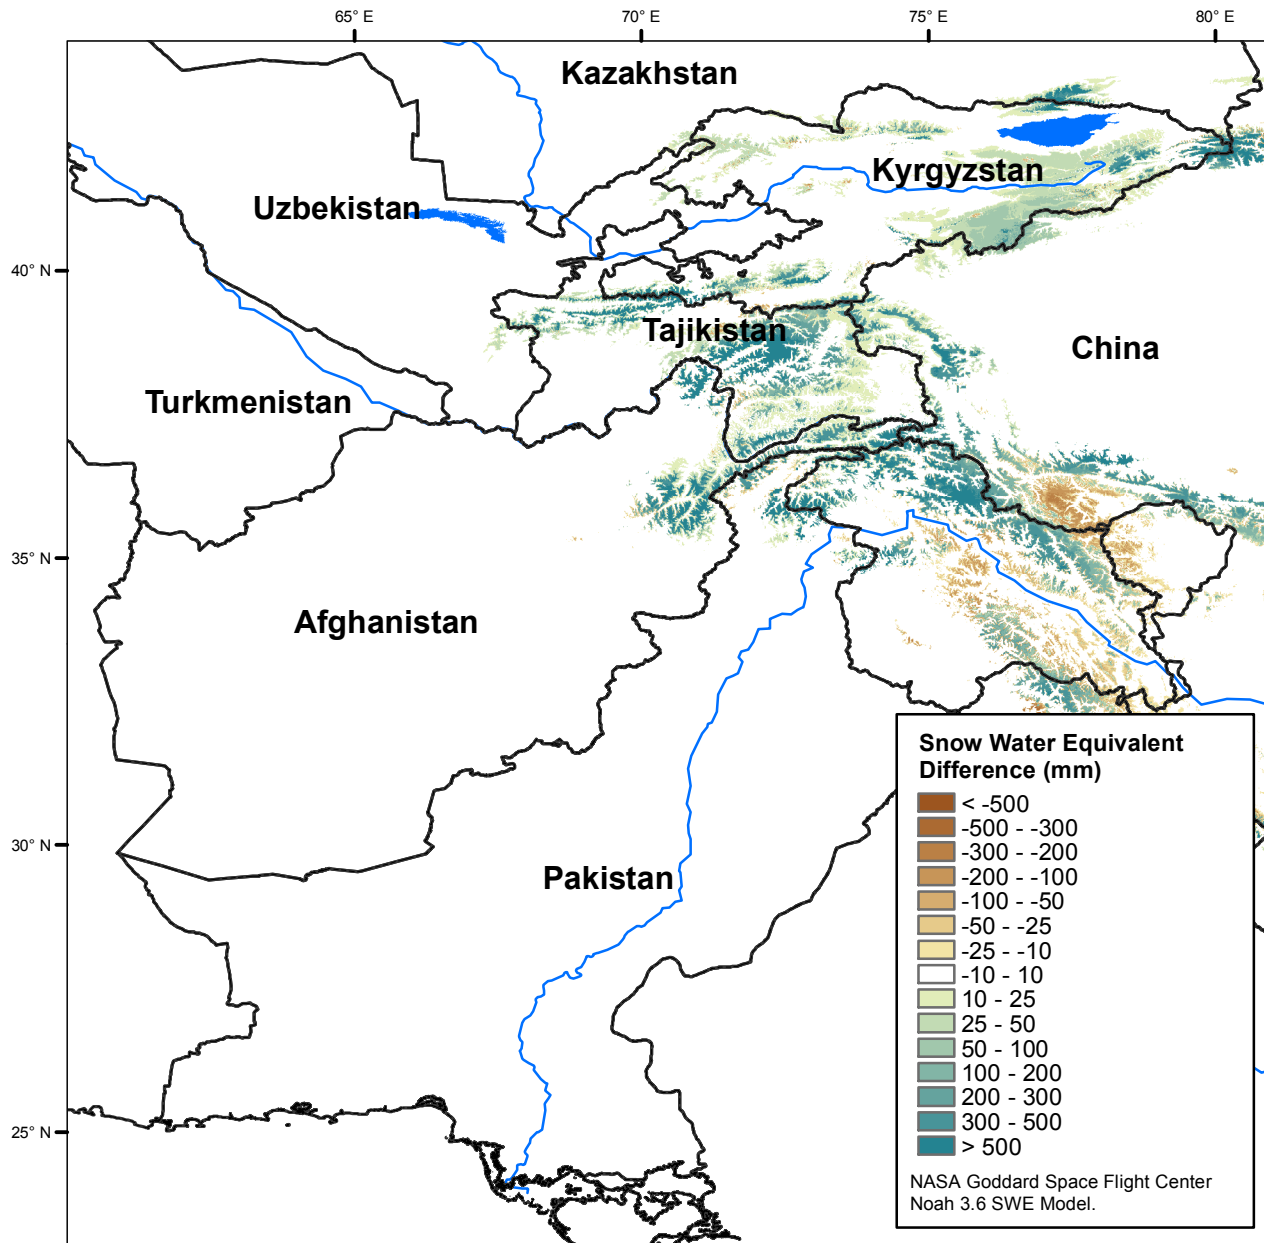 65° E
70° E
75° E
80° E
Kazakhstan
Kyrgyzstan
Uzbekistan
40° N
Tajikistan
China
Turkmenistan
35° N
Afghanistan
30° N
Pakistan
25° N
Snow Water Equivalent
Difference (mm)
< -500
-500 - -300
-300 - -200
-200 - -100
-100 - -50
-50 - -25
-25 - -10
-10 - 10
10 - 25
25 - 50
50 - 100
100 - 200
200 - 300
300 - 500
> 500
NASA Goddard Space Flight Center
Noah 3.6 SWE Model.